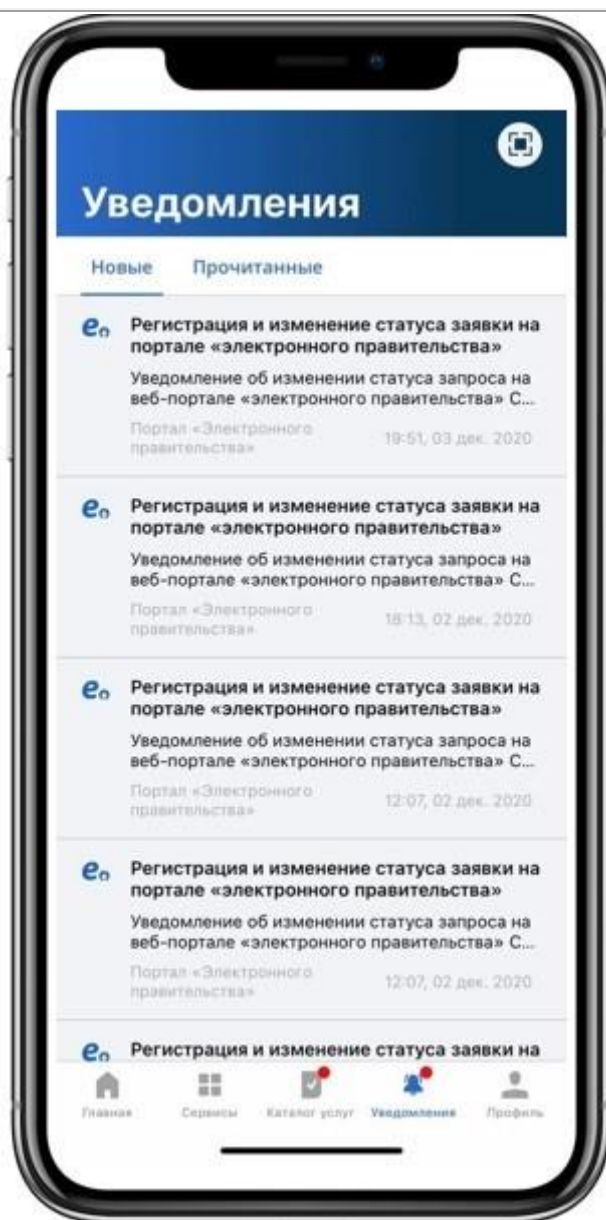 Уведомления
Новые Прочитанные
Регистрация и изменение статуса заявки на
портале «электронного правительства»
Уведомление об изменении статуса запроса на
веб-портале «электронного правительства» С...
Портал «Электронного
правительства»
19:51, 03 дек. 2020
Регистрация и изменение статуса заявки на
портале «электронного правительства»
Уведомление об изменении статуса запроса на
веб-портале «электронного правительства» С...
Портал «Электронного
правительства»
18:13, 02 дек. 2020
Регистрация и изменение статуса заявки на
портале «электронного правительства»
Уведомление об изменении статуса запроса на
веб-портале «электронного правительства» С...
Портал «Электронного
правительства»
12:07, 02 дек. 2020
Регистрация и изменение статуса заявки на
портале «электронного правительства»
Уведомление об изменении статуса запроса на
веб-портале «электронного правительства» С...
Портал «Электронного
правительства»
12:07, 02 дек. 2020
Регистрация и изменение статуса заявки на
Главная Сервисы Каталог услуг Уведомления Профиль